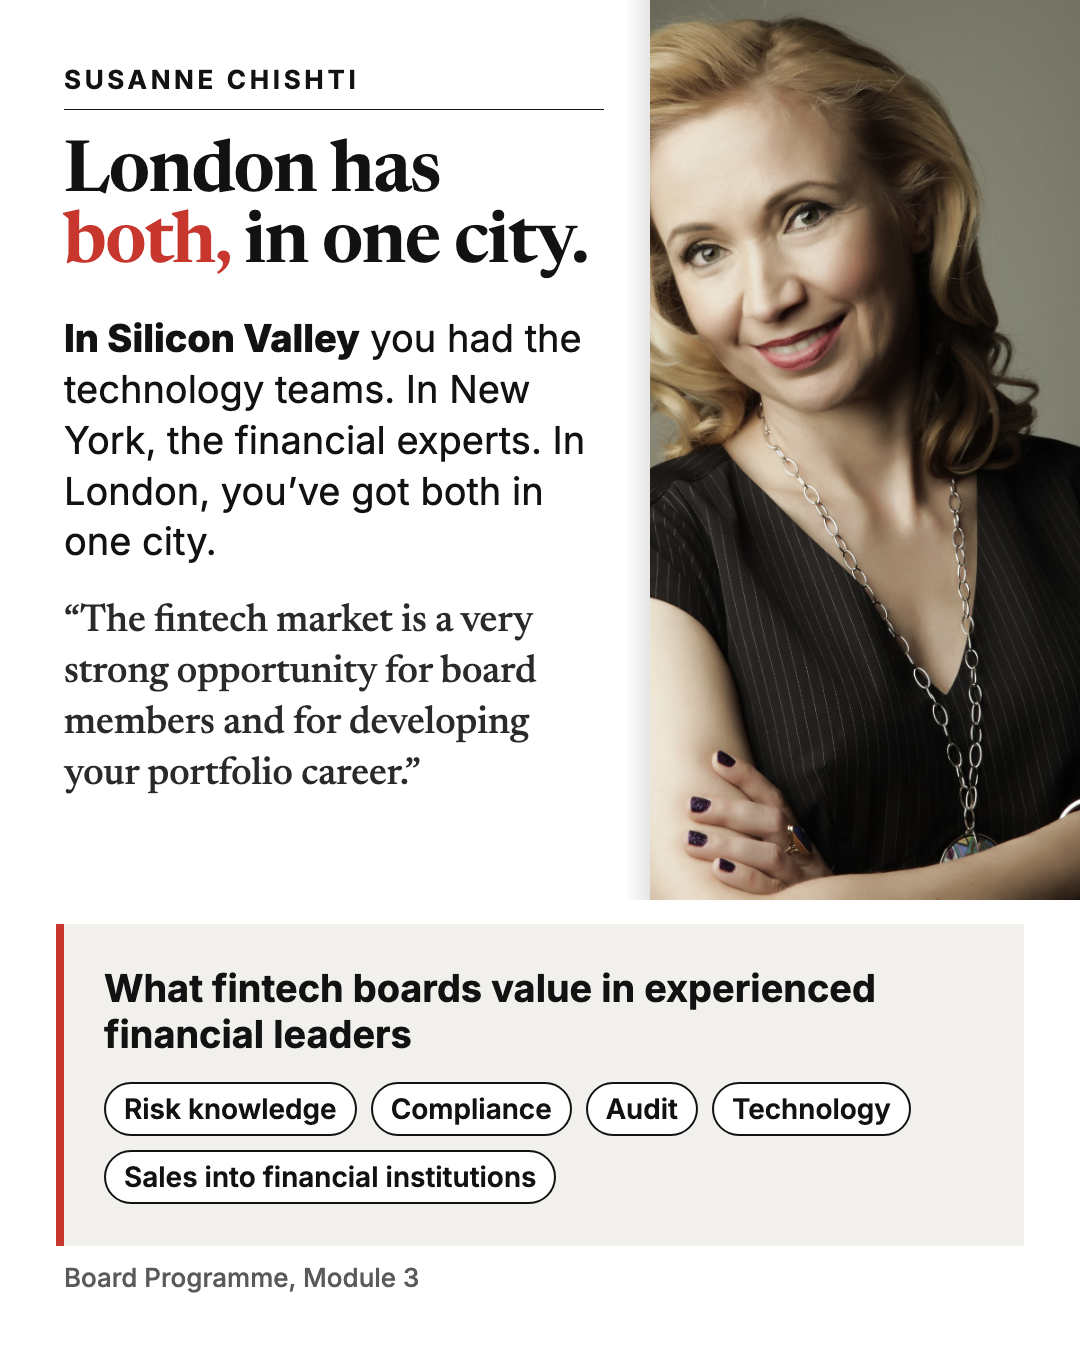 SUSANNE CHISHTI
London has
both, in one city.
In Silicon Valley you had the
technology teams. In New
York, the financial experts. In
London, you’ve got both in
one city.
“The fintech market is a very
strong opportunity for board
members and for developing
your portfolio career.”
What fintech boards value in experienced
financial leaders
Risk knowledge Compliance Audit Technology
Sales into financial institutions
Board Programme, Module 3